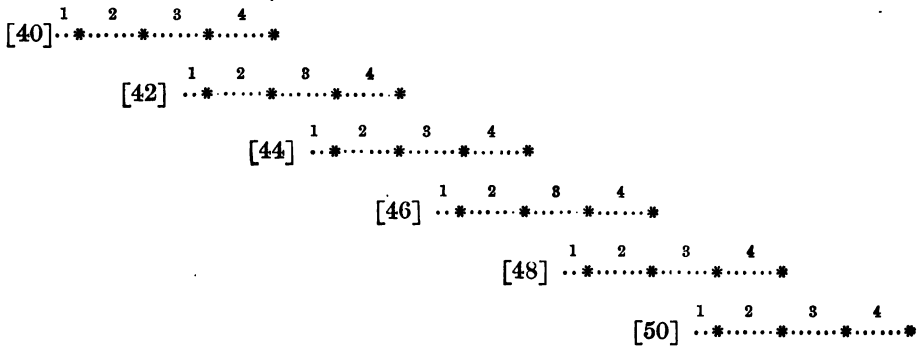 1 2 3 4
[40]..*......*......*......*
1 2 3 4
[42] ..*......*......*......*
1 2 3 4
[44] ..*......*......*......*
1 2 3 4
[46] ..*......*......*......*
1 2 3 4
[48] ..*......*......*......*
1 2 3 4
[50] ..*......*......*......*